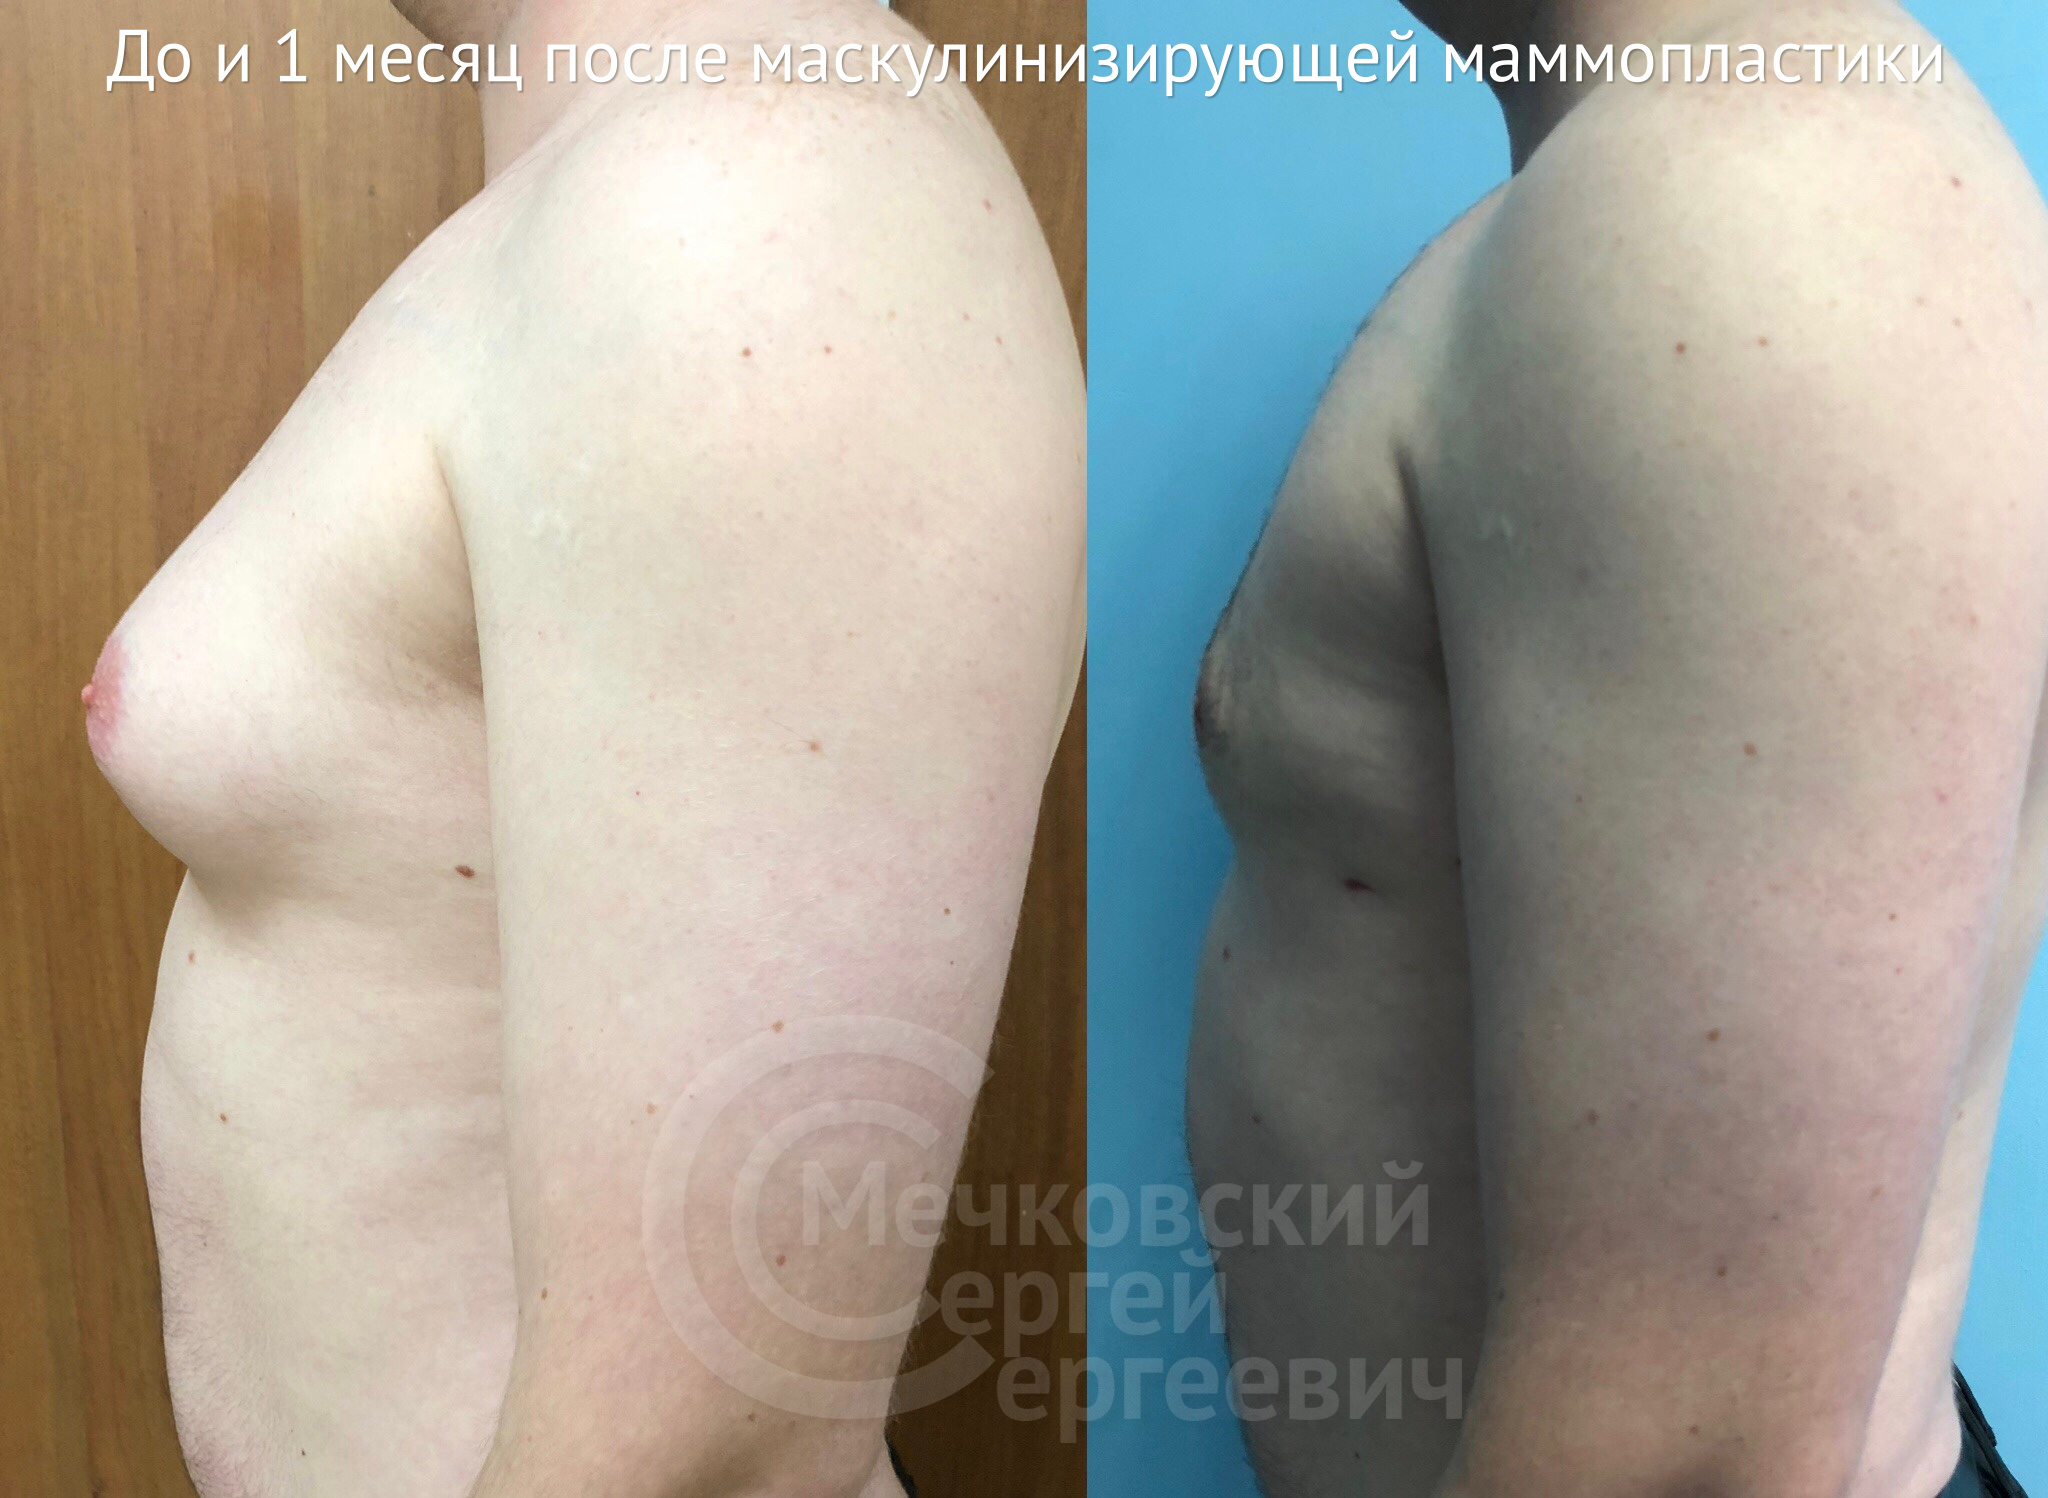 До и 1 месяц после маскулинизирующей маммопластики
Мечковский
Сергей
Сергеевич